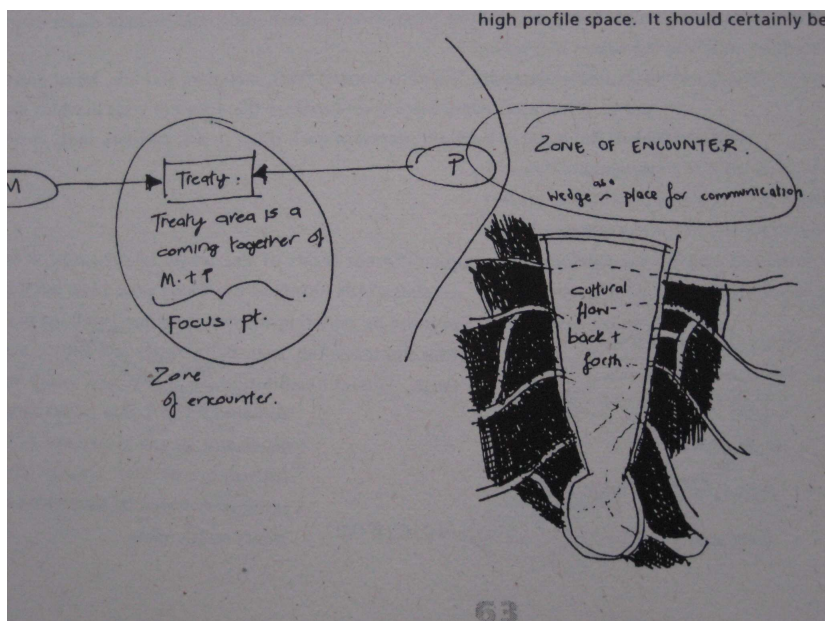 high profile space. It should certainly be
M
Treaty.
P
Treaty area is a
coming together of
M. + P
Focus pt.
Zone
of encounter.
ZONE OF ENCOUNTER.
Wedge as a place for communication
cultural
flow-
back +
forth
63